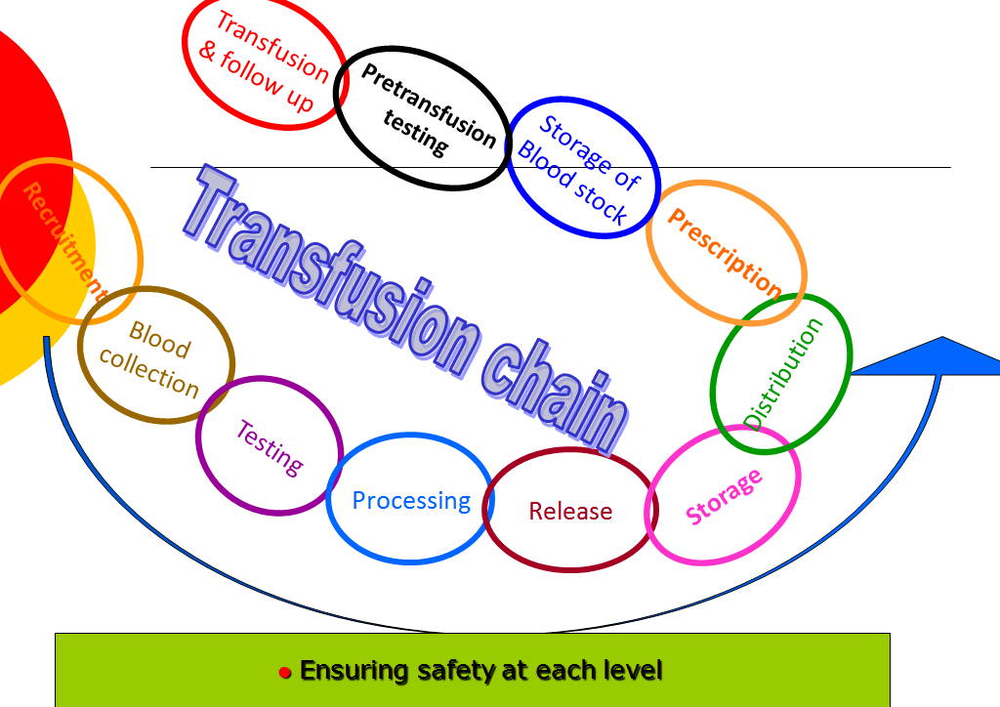 Transfusion
& follow up
Pretransfusion
testing
Storage of
Blood stock
Prescription
Recruitment
Transfusion chain
Blood
collection
Distribution
Testing
Processing
Release
Storage
• Ensuring safety at each level